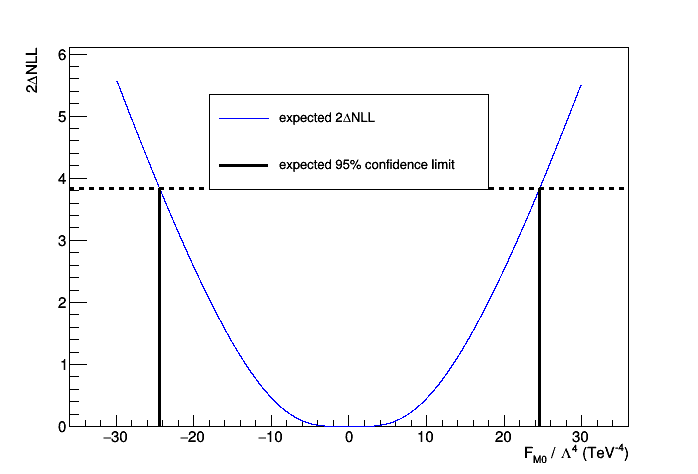 2ΔNLL
6
5
4
3
2
1
0
expected 2ΔNLL
expected 95% confidence limit
−30 −20 −10 0 10 20 30
F_M0 / Λ^4 (TeV^-4)